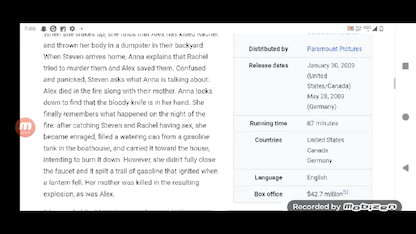 7:46
When she wakes up, she finds that Alex has killed Rachel
and thrown her body in a dumpster in their backyard.
When Steven arrives home, Anna explains that Rachel
tried to murder them and Alex saved them. Confused
and panicked, Steven asks what Anna is talking about:
Alex died in the fire along with their mother. Anna looks
down to find that the bloody knife is in her hand. She
finally remembers what happened on the night of the
fire: after catching Steven and Rachel having sex, she
became enraged, filled a watering can from a gasoline
tank in the boathouse, and carried it toward the house,
intending to burn it down. However, she didn't fully close
the faucet and it spilt a trail of gasoline that ignited when
a lantern fell. Her mother was killed in the resulting
explosion, as was Alex.
Distributed by Paramount Pictures
Release dates January 30, 2009
(United
States/Canada)
May 28, 2009
(Germany)
Running time 87 minutes
Countries United States
Canada
Germany
Language English
Box office $42.7 million[1]
Recorded by Mobizen